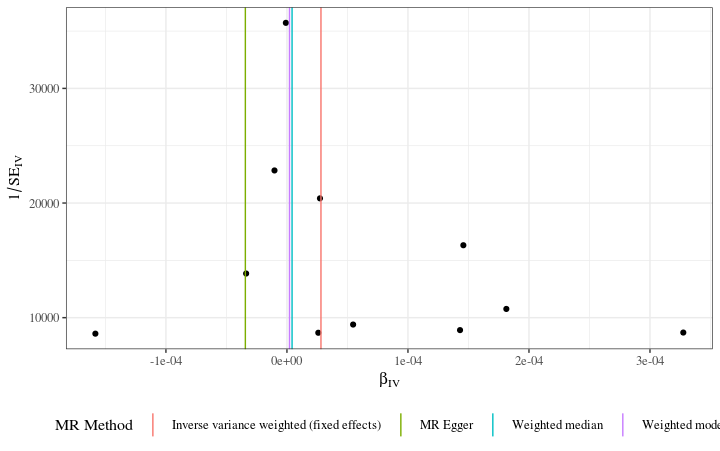 30000
20000
10000
1/SE_IV
-1e-04
0e+00
1e-04
2e-04
3e-04
β_IV
MR Method Inverse variance weighted (fixed effects) MR Egger Weighted median Weighted mode